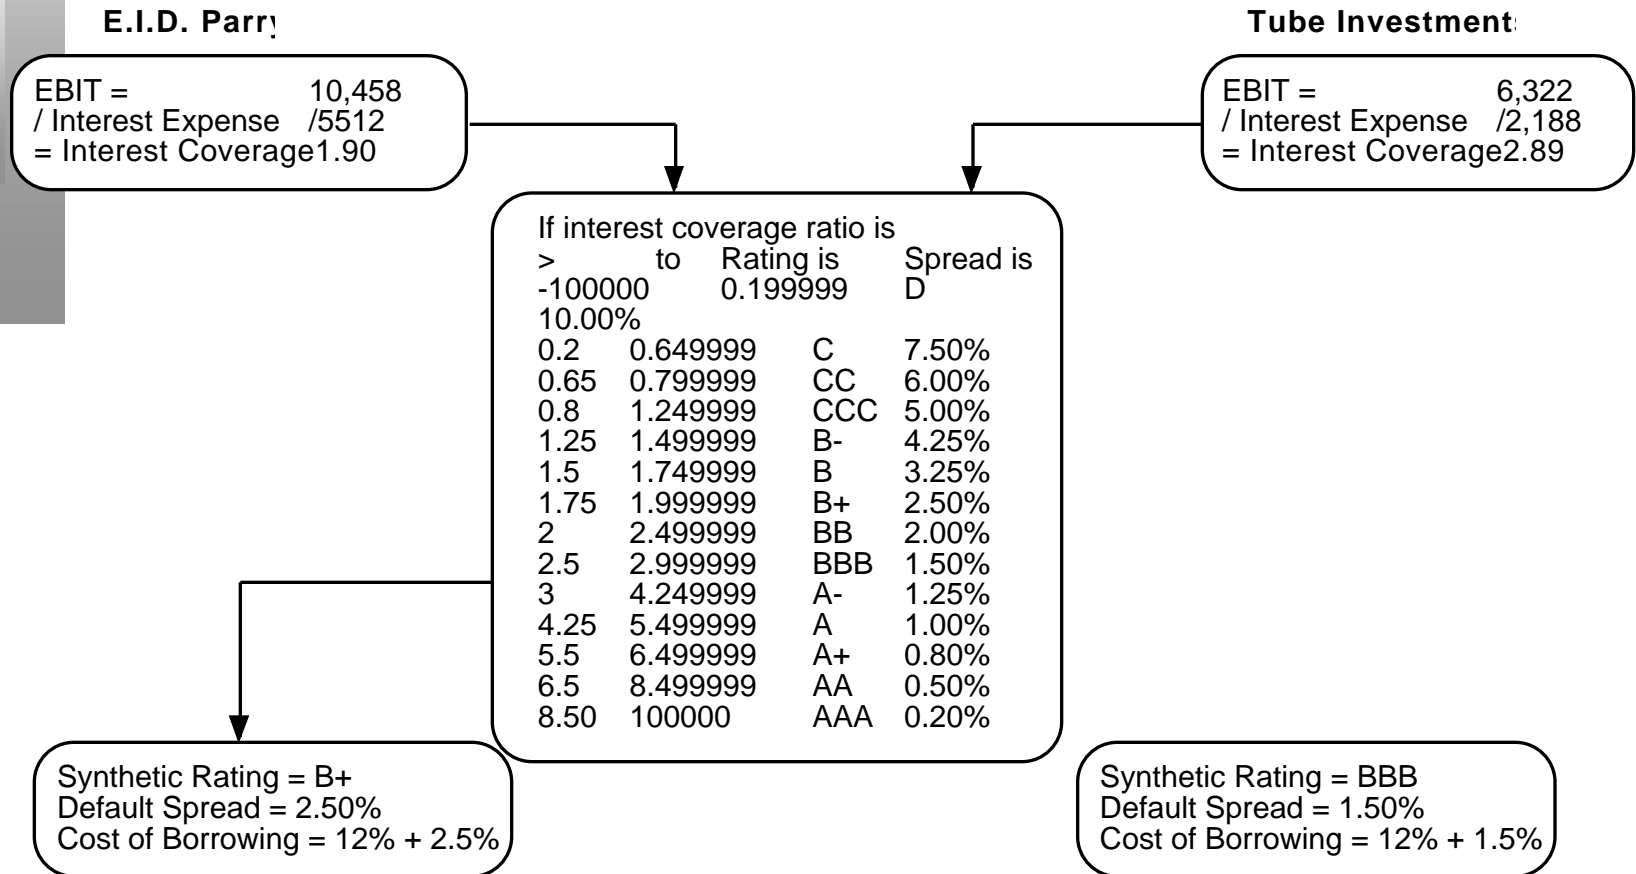 E.I.D. Parry
Tube Investments
EBIT = 10,458
/ Interest Expense /5512
= Interest Coverage1.90
EBIT = 6,322
/ Interest Expense /2,188
= Interest Coverage2.89
If interest coverage ratio is
> to Rating is Spread is
-100000 0.199999 D
10.00%
0.2 0.649999 C 7.50%
0.65 0.799999 CC 6.00%
0.8 1.249999 CCC 5.00%
1.25 1.499999 B- 4.25%
1.5 1.749999 B 3.25%
1.75 1.999999 B+ 2.50%
2 2.499999 BB 2.00%
2.5 2.999999 BBB 1.50%
3 4.249999 A- 1.25%
4.25 5.499999 A 1.00%
5.5 6.499999 A+ 0.80%
6.5 8.499999 AA 0.50%
8.50 100000 AAA 0.20%
Synthetic Rating = B+
Default Spread = 2.50%
Cost of Borrowing = 12% + 2.5%
Synthetic Rating = BBB
Default Spread = 1.50%
Cost of Borrowing = 12% + 1.5%